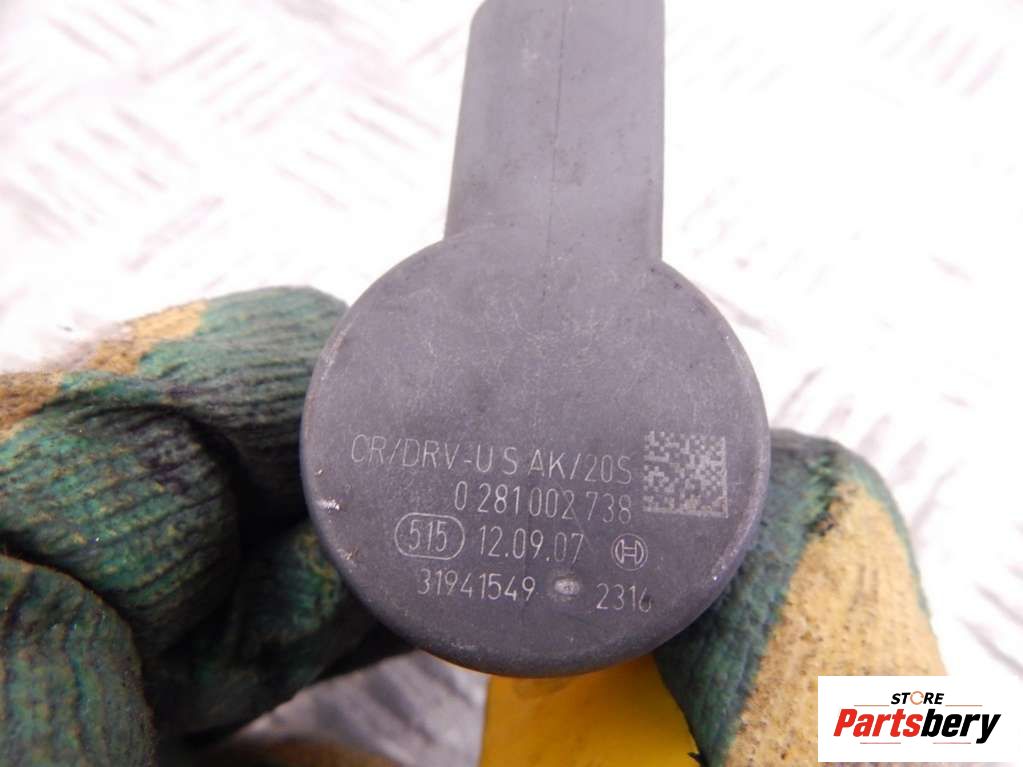 CR/DRV-U S AK/20S
0 281 002 738
515 12.09.07
31941549 2316
STORE
Partsbery